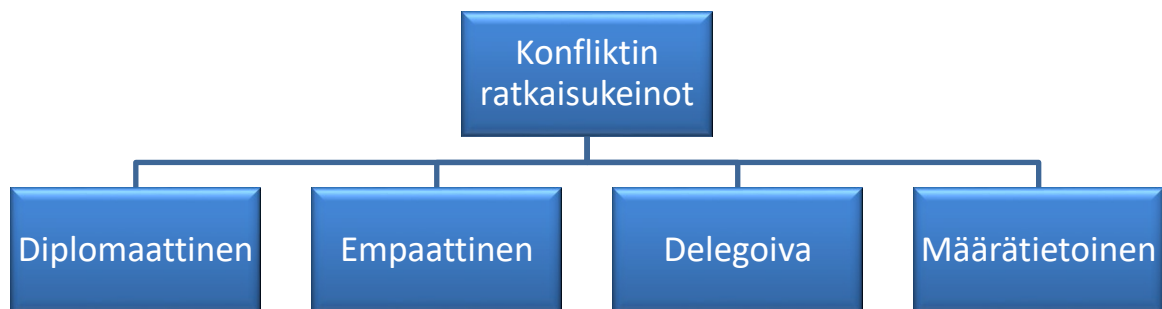 Konfliktin
ratkaisukeinot
Diplomaattinen
Empaattinen
Delegoiva
Määrätietoinen